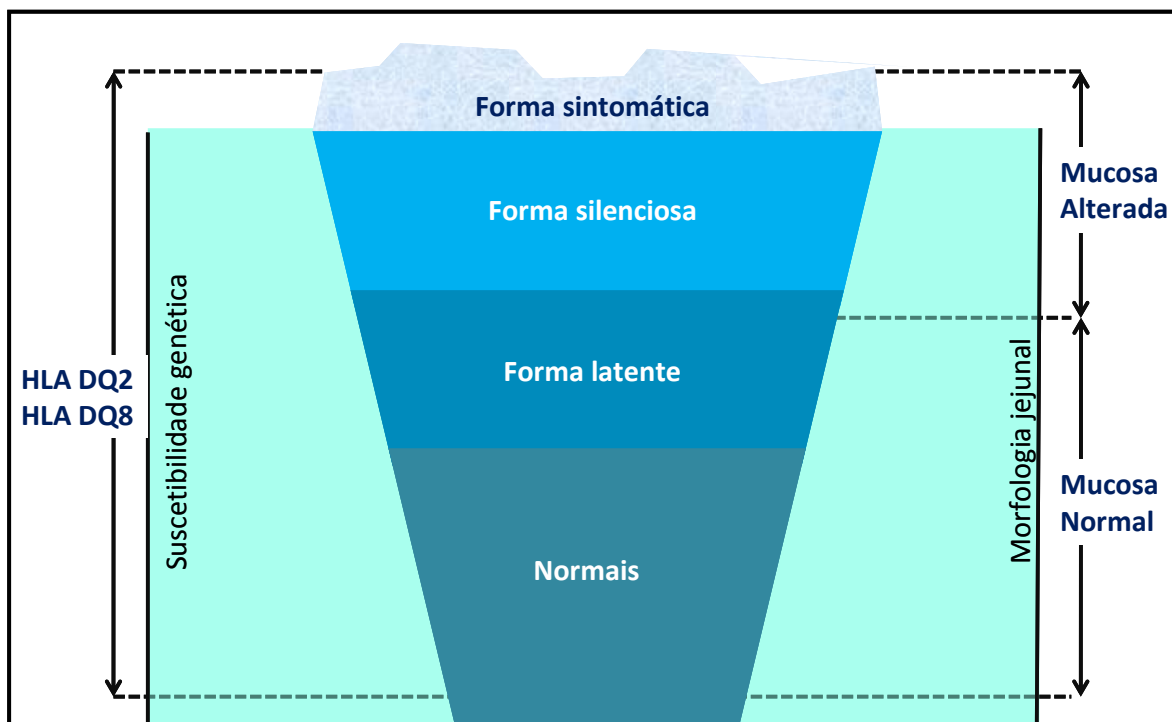 Forma sintomática
Forma silenciosa
Forma latente
Normais
HLA DQ2
HLA DQ8
Suscetibilidade genética
Morfologia jejunal
Mucosa
Alterada
Mucosa
Normal